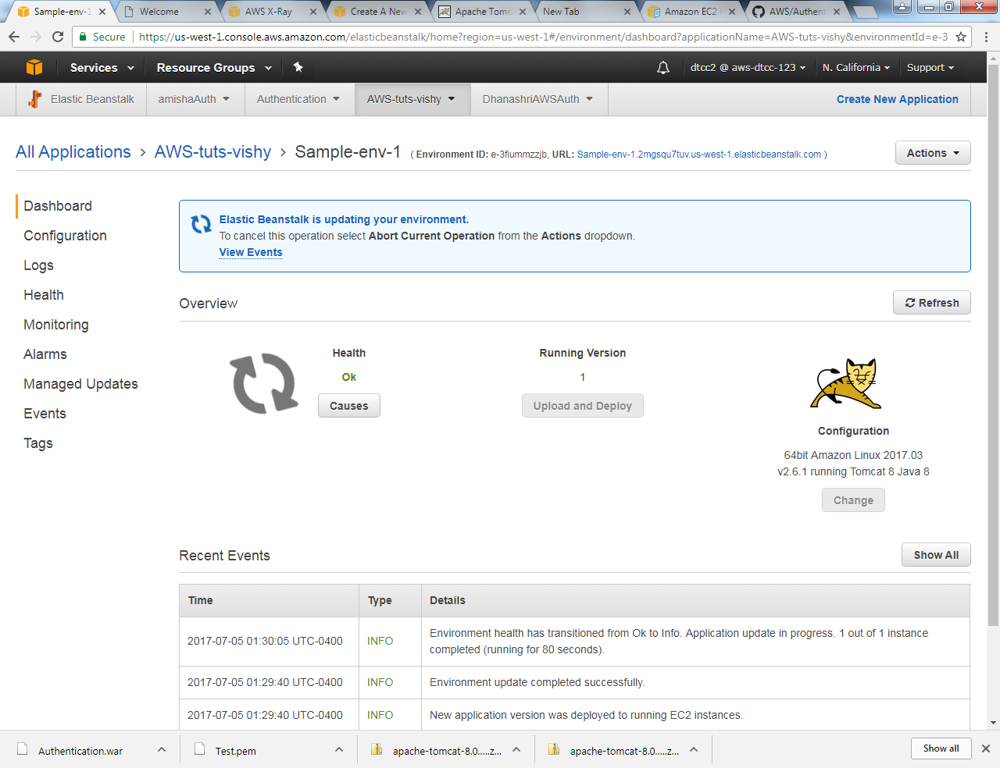 Sample-env-1
Welcome
AWS X-Ray
Create A New
Apache Tomc
New Tab
Amazon EC2
AWS/Authent
Secure
https://us-west-1.console.aws.amazon.com/elasticbeanstalk/home?region=us-west-1#/environment/dashboard?applicationName=AWS-tuts-vishy&environmentId=e-3
Services
Resource Groups
dtcc2 @ aws-dtcc-123
N. California
Support
Elastic Beanstalk
amishaAuth
Authentication
AWS-tuts-vishy
DhanashriAWSAuth
Create New Application
All Applications > AWS-tuts-vishy > Sample-env-1 ( Environment ID: e-3fiummzzjb, URL: Sample-env-1.2mgsqu7tuv.us-west-1.elasticbeanstalk.com )
Actions
Dashboard
Configuration
Logs
Health
Monitoring
Alarms
Managed Updates
Events
Tags
Elastic Beanstalk is updating your environment.
To cancel this operation select Abort Current Operation from the Actions dropdown.
View Events
Overview
Refresh
Health
Ok
Causes
Running Version
1
Upload and Deploy
Configuration
64bit Amazon Linux 2017.03
v2.6.1 running Tomcat 8 Java 8
Change
Recent Events
Show All
Time
Type
Details
2017-07-05 01:30:05 UTC-0400
INFO
Environment health has transitioned from Ok to Info. Application update in progress. 1 out of 1 instance
completed (running for 80 seconds).
2017-07-05 01:29:40 UTC-0400
INFO
Environment update completed successfully.
2017-07-05 01:29:40 UTC-0400
INFO
New application version was deployed to running EC2 instances.
Authentication.war
Test.pem
apache-tomcat-8.0.....z...
apache-tomcat-8.0.....z...
Show all